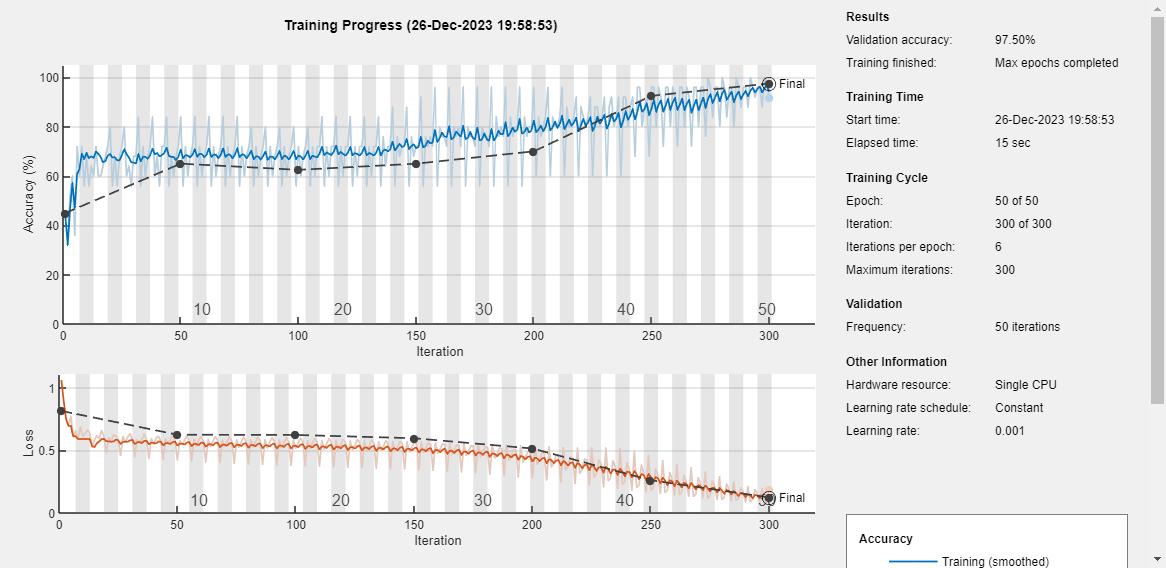 Training Progress (26-Dec-2023 19:58:53)
100
80
60
40
20
0
Accuracy (%)
10 20 30 40 50
0 50 100 150 200 250 300
Iteration
Final
1
0.5
0
Loss
10 20 30 40 50
0 50 100 150 200 250 300
Iteration
Final
Results
Validation accuracy: 97.50%
Training finished: Max epochs completed
Training Time
Start time: 26-Dec-2023 19:58:53
Elapsed time: 15 sec
Training Cycle
Epoch: 50 of 50
Iteration: 300 of 300
Iterations per epoch: 6
Maximum iterations: 300
Validation
Frequency: 50 iterations
Other Information
Hardware resource: Single CPU
Learning rate schedule: Constant
Learning rate: 0.001
Accuracy
Training (smoothed)